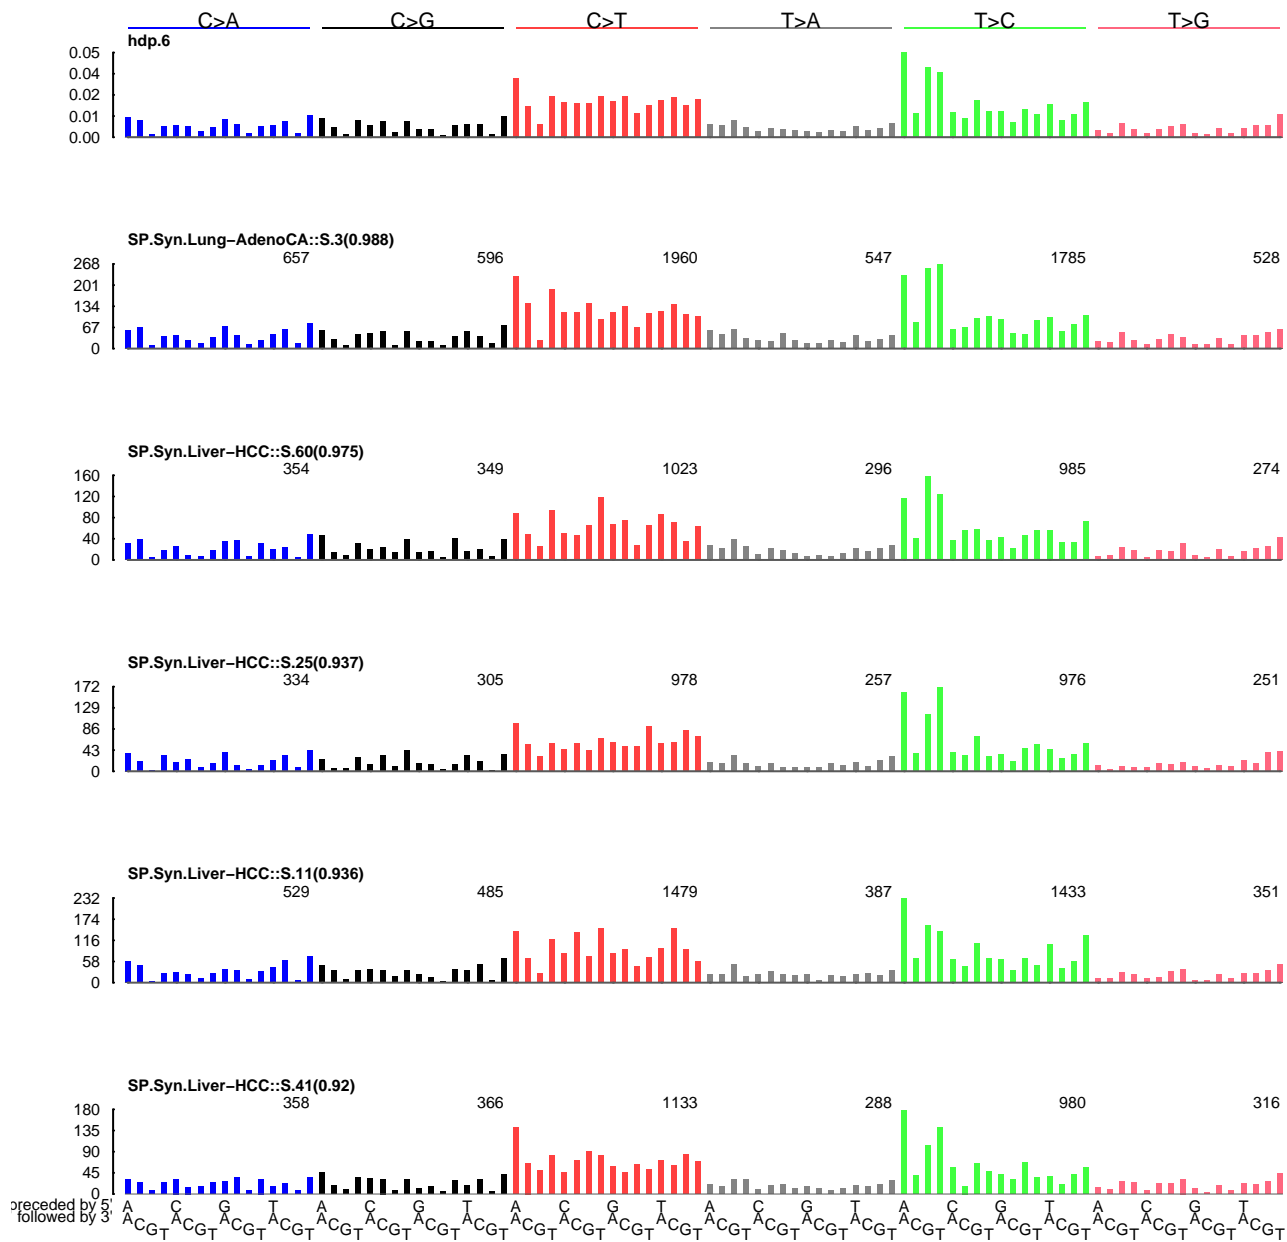 C>A C>G C>T T>A T>C T>G
hdp.6
0.05
0.04
0.02
0.01
0.00
SP.Syn.Lung−AdenoCA::S.3(0.988)
657 596 1960 547 1785 528
268
201
134
67
0
SP.Syn.Liver−HCC::S.60(0.975)
354 349 1023 296 985 274
160
120
80
40
0
SP.Syn.Liver−HCC::S.25(0.937)
334 305 978 257 976 251
172
129
86
43
0
SP.Syn.Liver−HCC::S.11(0.936)
529 485 1479 387 1433 351
232
174
116
58
0
SP.Syn.Liver−HCC::S.41(0.92)
358 366 1133 288 980 316
180
135
90
45
0
preceded by 5' A C G T A C G T A C G T A C G T A C G T A C G T
followed by 3' A C G T A C G T A C G T A C G T A C G T A C G T A C G T A C G T A C G T A C G T A C G T A C G T A C G T A C G T A C G T A C G T A C G T A C G T A C G T A C G T A C G T A C G T A C G T A C G T